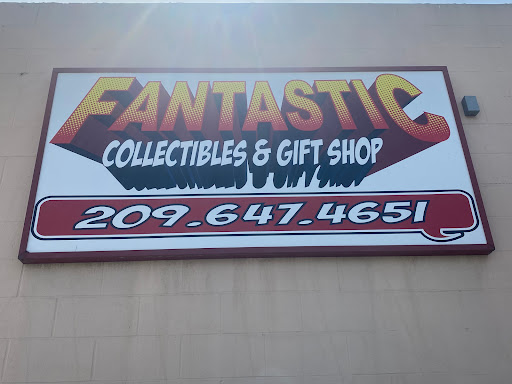 FANTASTIC
COLLECTIBLES & GIFT SHOP
209.647.4651